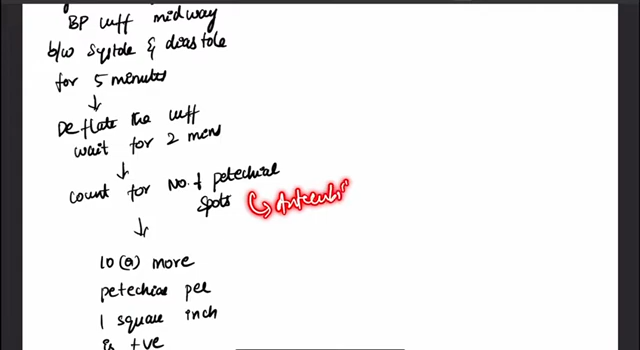 BP cuff midway
b/w systole & diastole
for 5 minutes
↓
Deflate the cuff
wait for 2 mins
↓
count for No. of petechial
spots ↳ Antecubi
↓
10 (or) more
petechiae per
1 square inch
is +ve